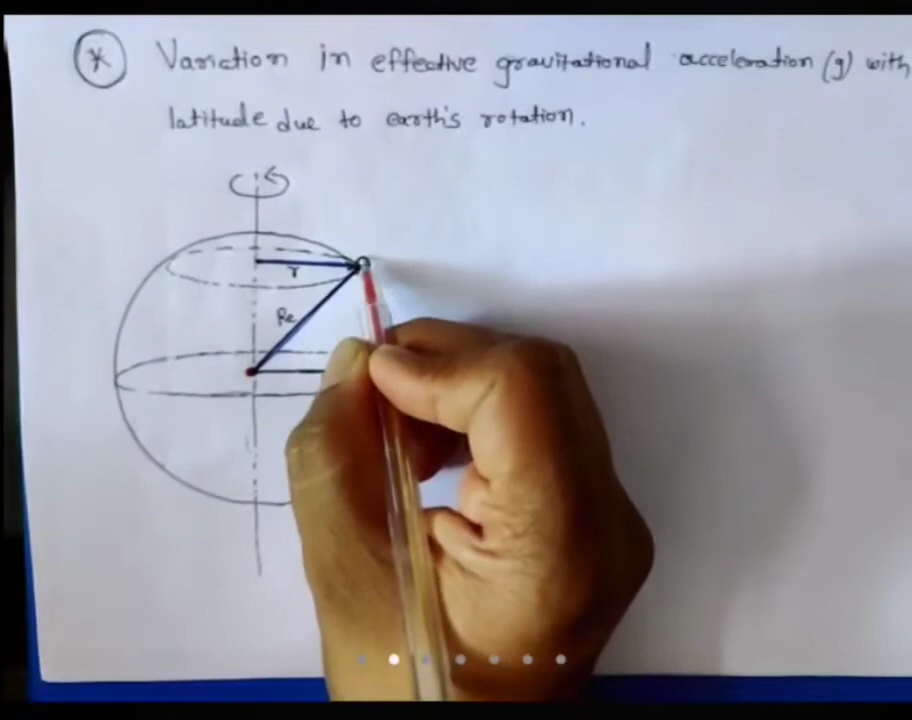 * Variation in effective gravitational acceleration (g) with
latitude due to earth's rotation.
r
Re